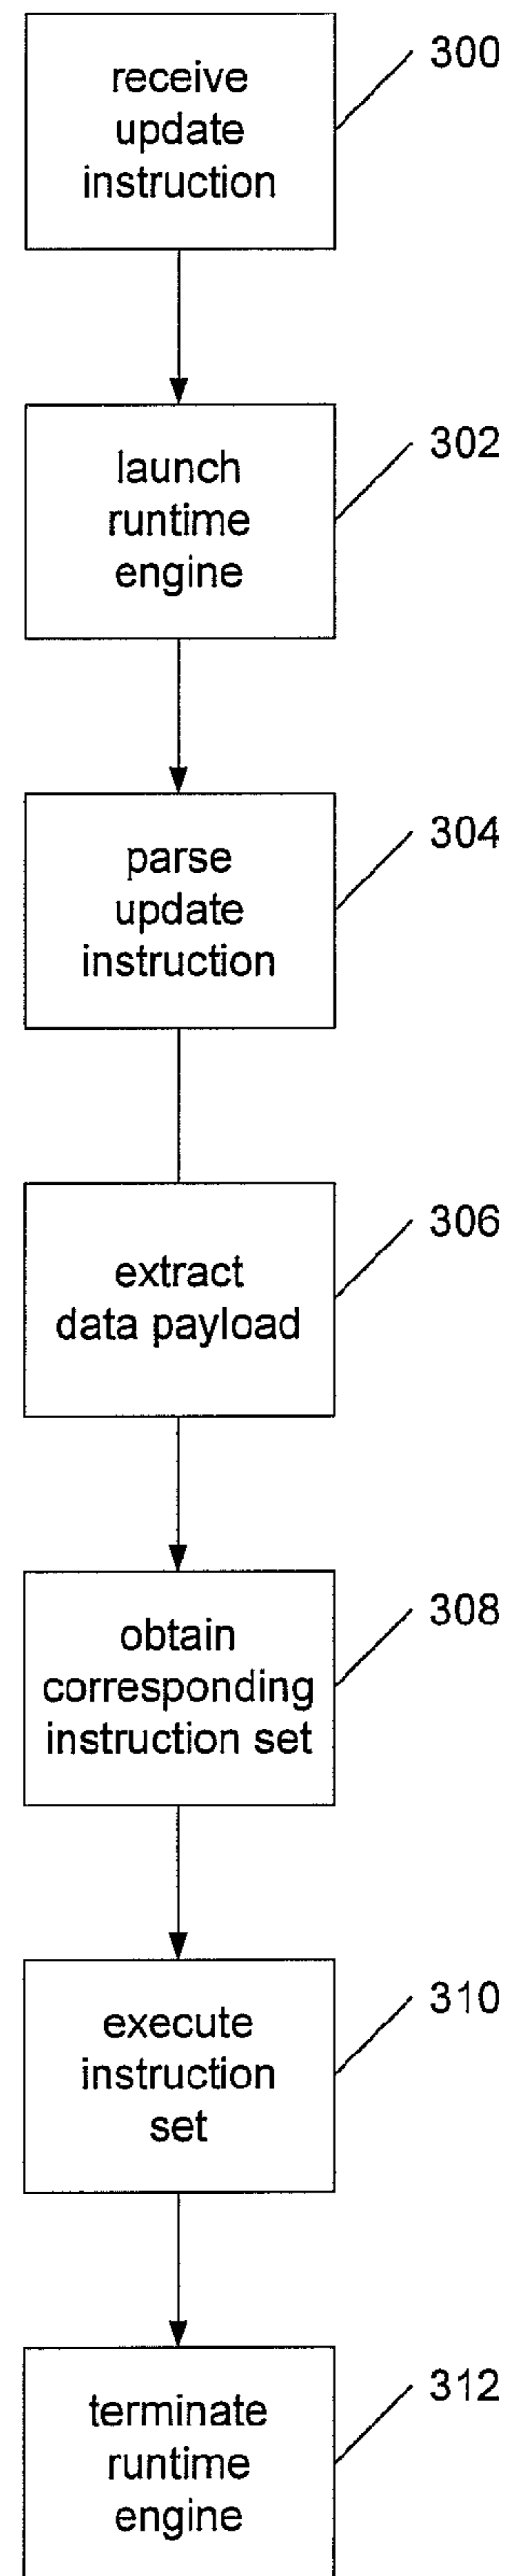 receive
update
instruction
300
launch
runtime
engine
302
parse
update
instruction
304
extract
data payload
306
obtain
corresponding
instruction set
308
execute
instruction
set
310
terminate
runtime
engine
312